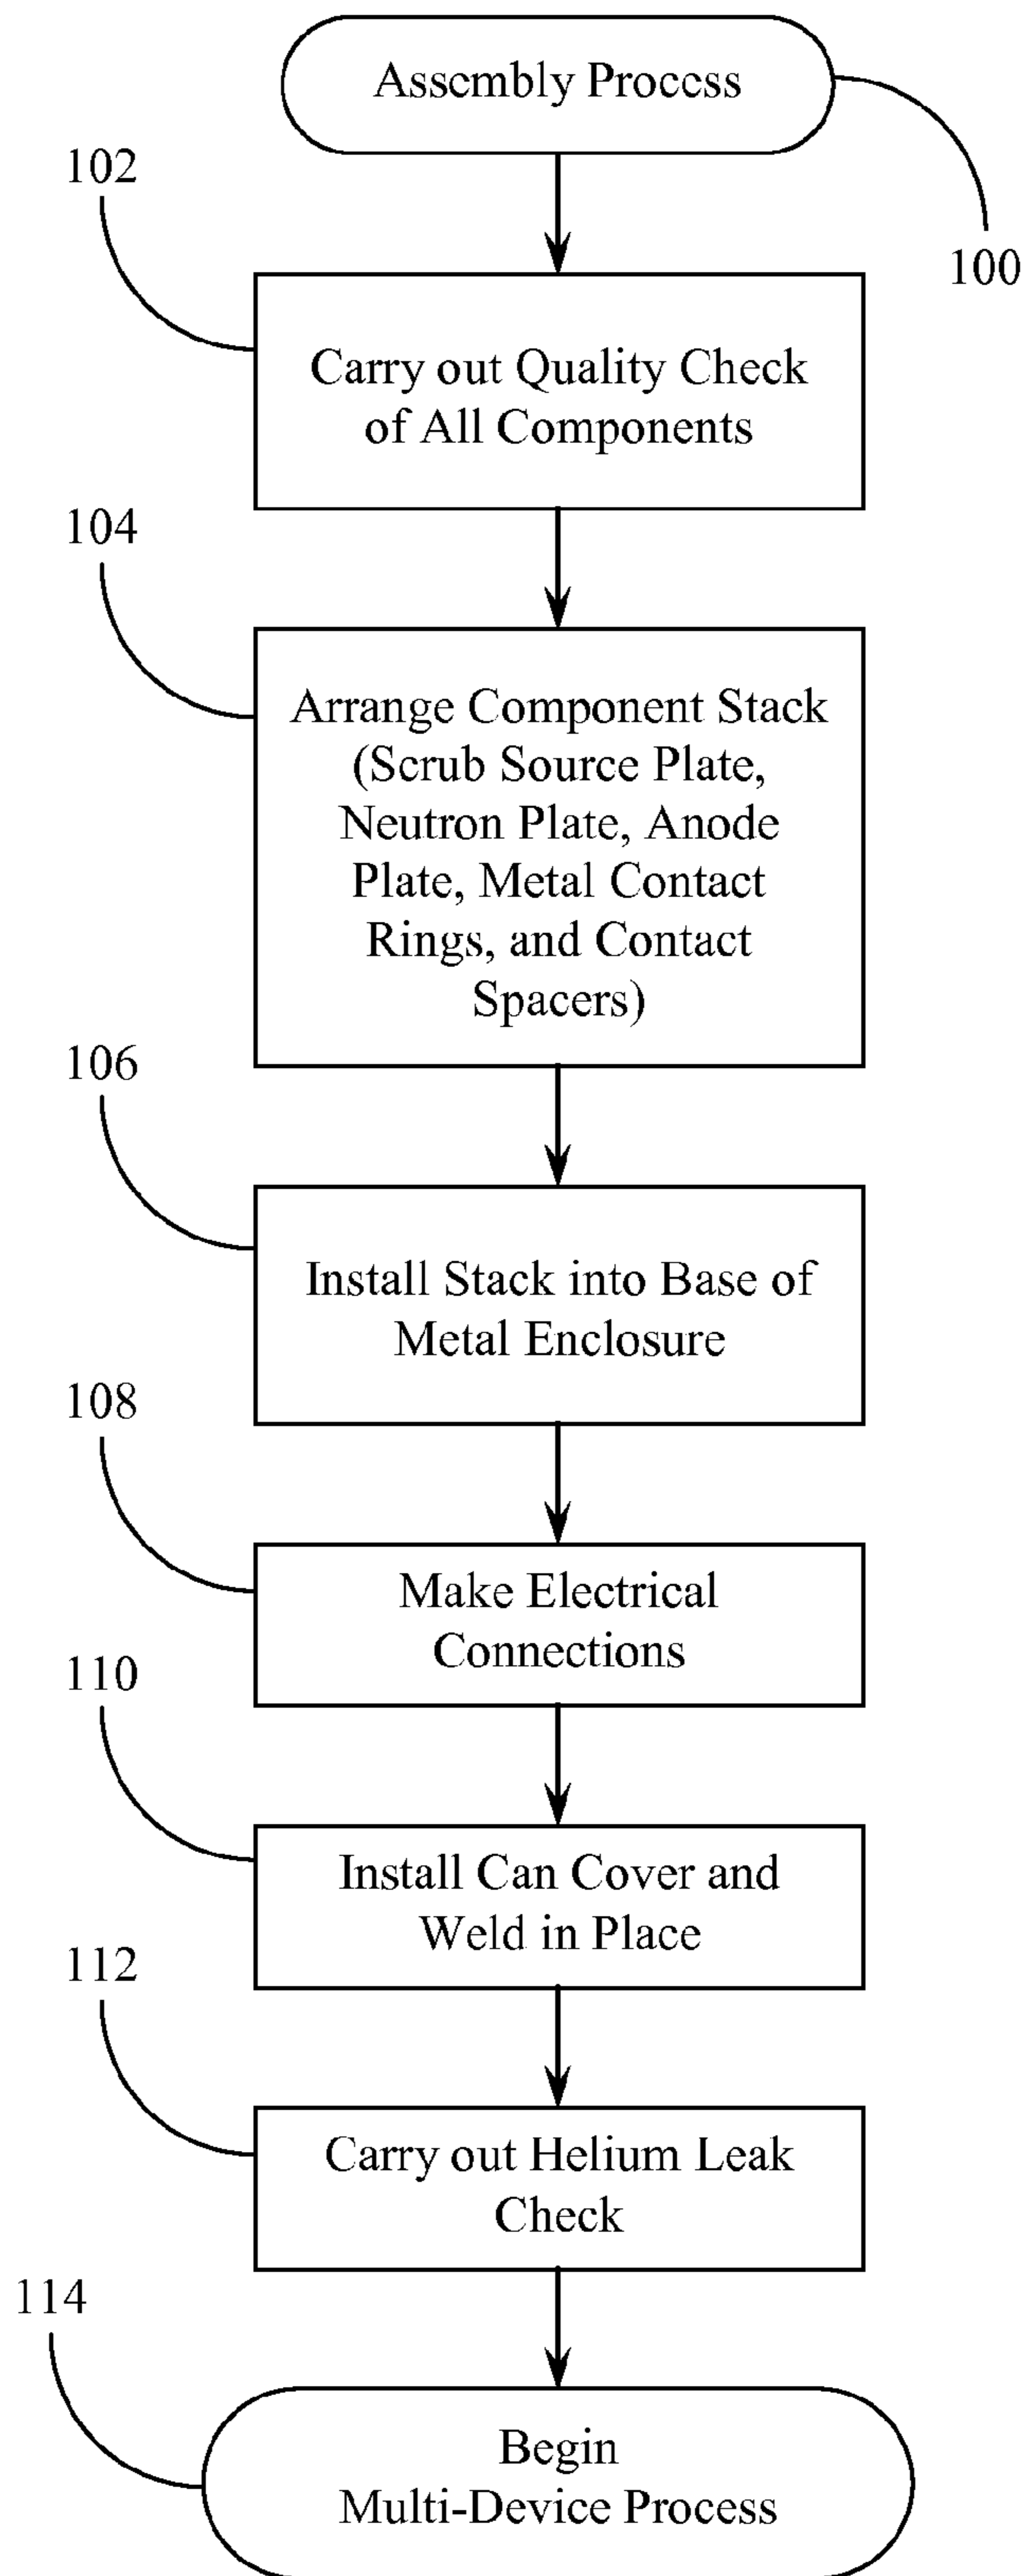 Assembly Process
100
102
Carry out Quality Check
of All Components
104
Arrange Component Stack
(Scrub Source Plate,
Neutron Plate, Anode
Plate, Metal Contact
Rings, and Contact
Spacers)
106
Install Stack into Base of
Metal Enclosure
108
Make Electrical
Connections
110
Install Can Cover and
Weld in Place
112
Carry out Helium Leak
Check
114
Begin
Multi-Device Process